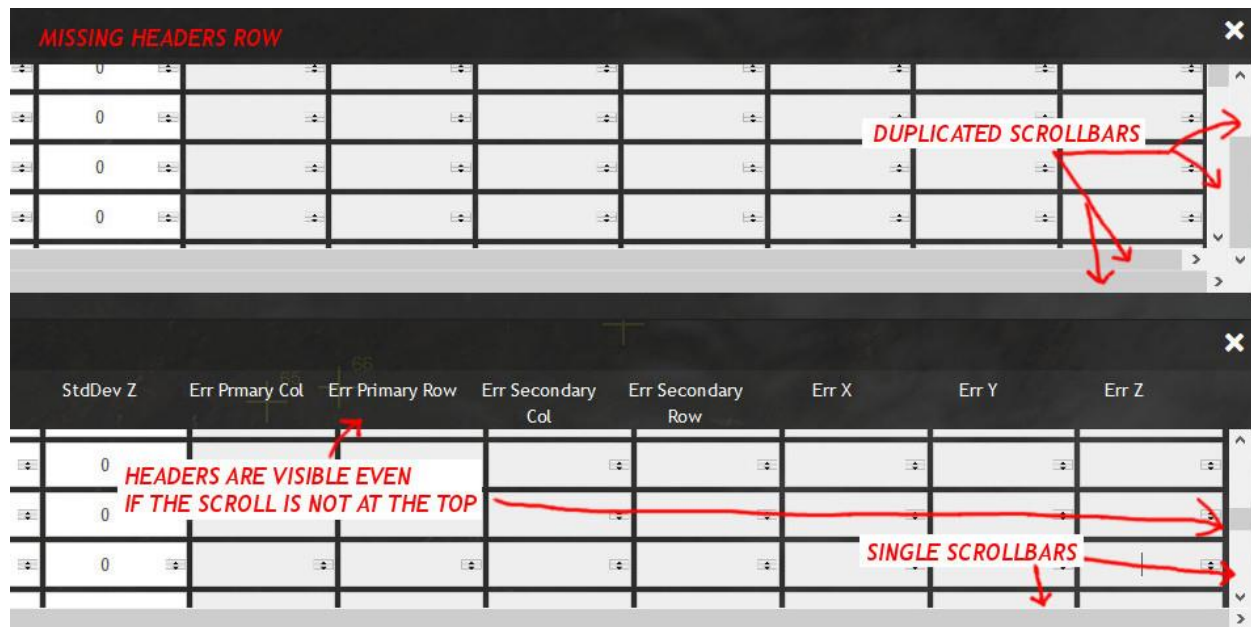 MISSING HEADERS ROW
×
0
0
DUPLICATED SCROLLBARS
0
0
×
66
65
StdDev Z Err Prmary Col Err Primary Row Err Secondary Col Err Secondary Row Err X Err Y Err Z
0
HEADERS ARE VISIBLE EVEN
IF THE SCROLL IS NOT AT THE TOP
0
SINGLE SCROLLBARS
0